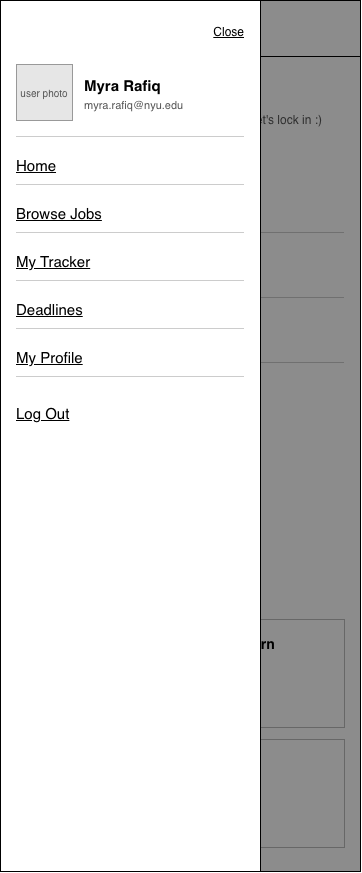 Close
user photo
Myra Rafiq
myra.rafiq@nyu.edu
et's lock in :)
Home
Browse Jobs
My Tracker
Deadlines
My Profile
Log Out
rn